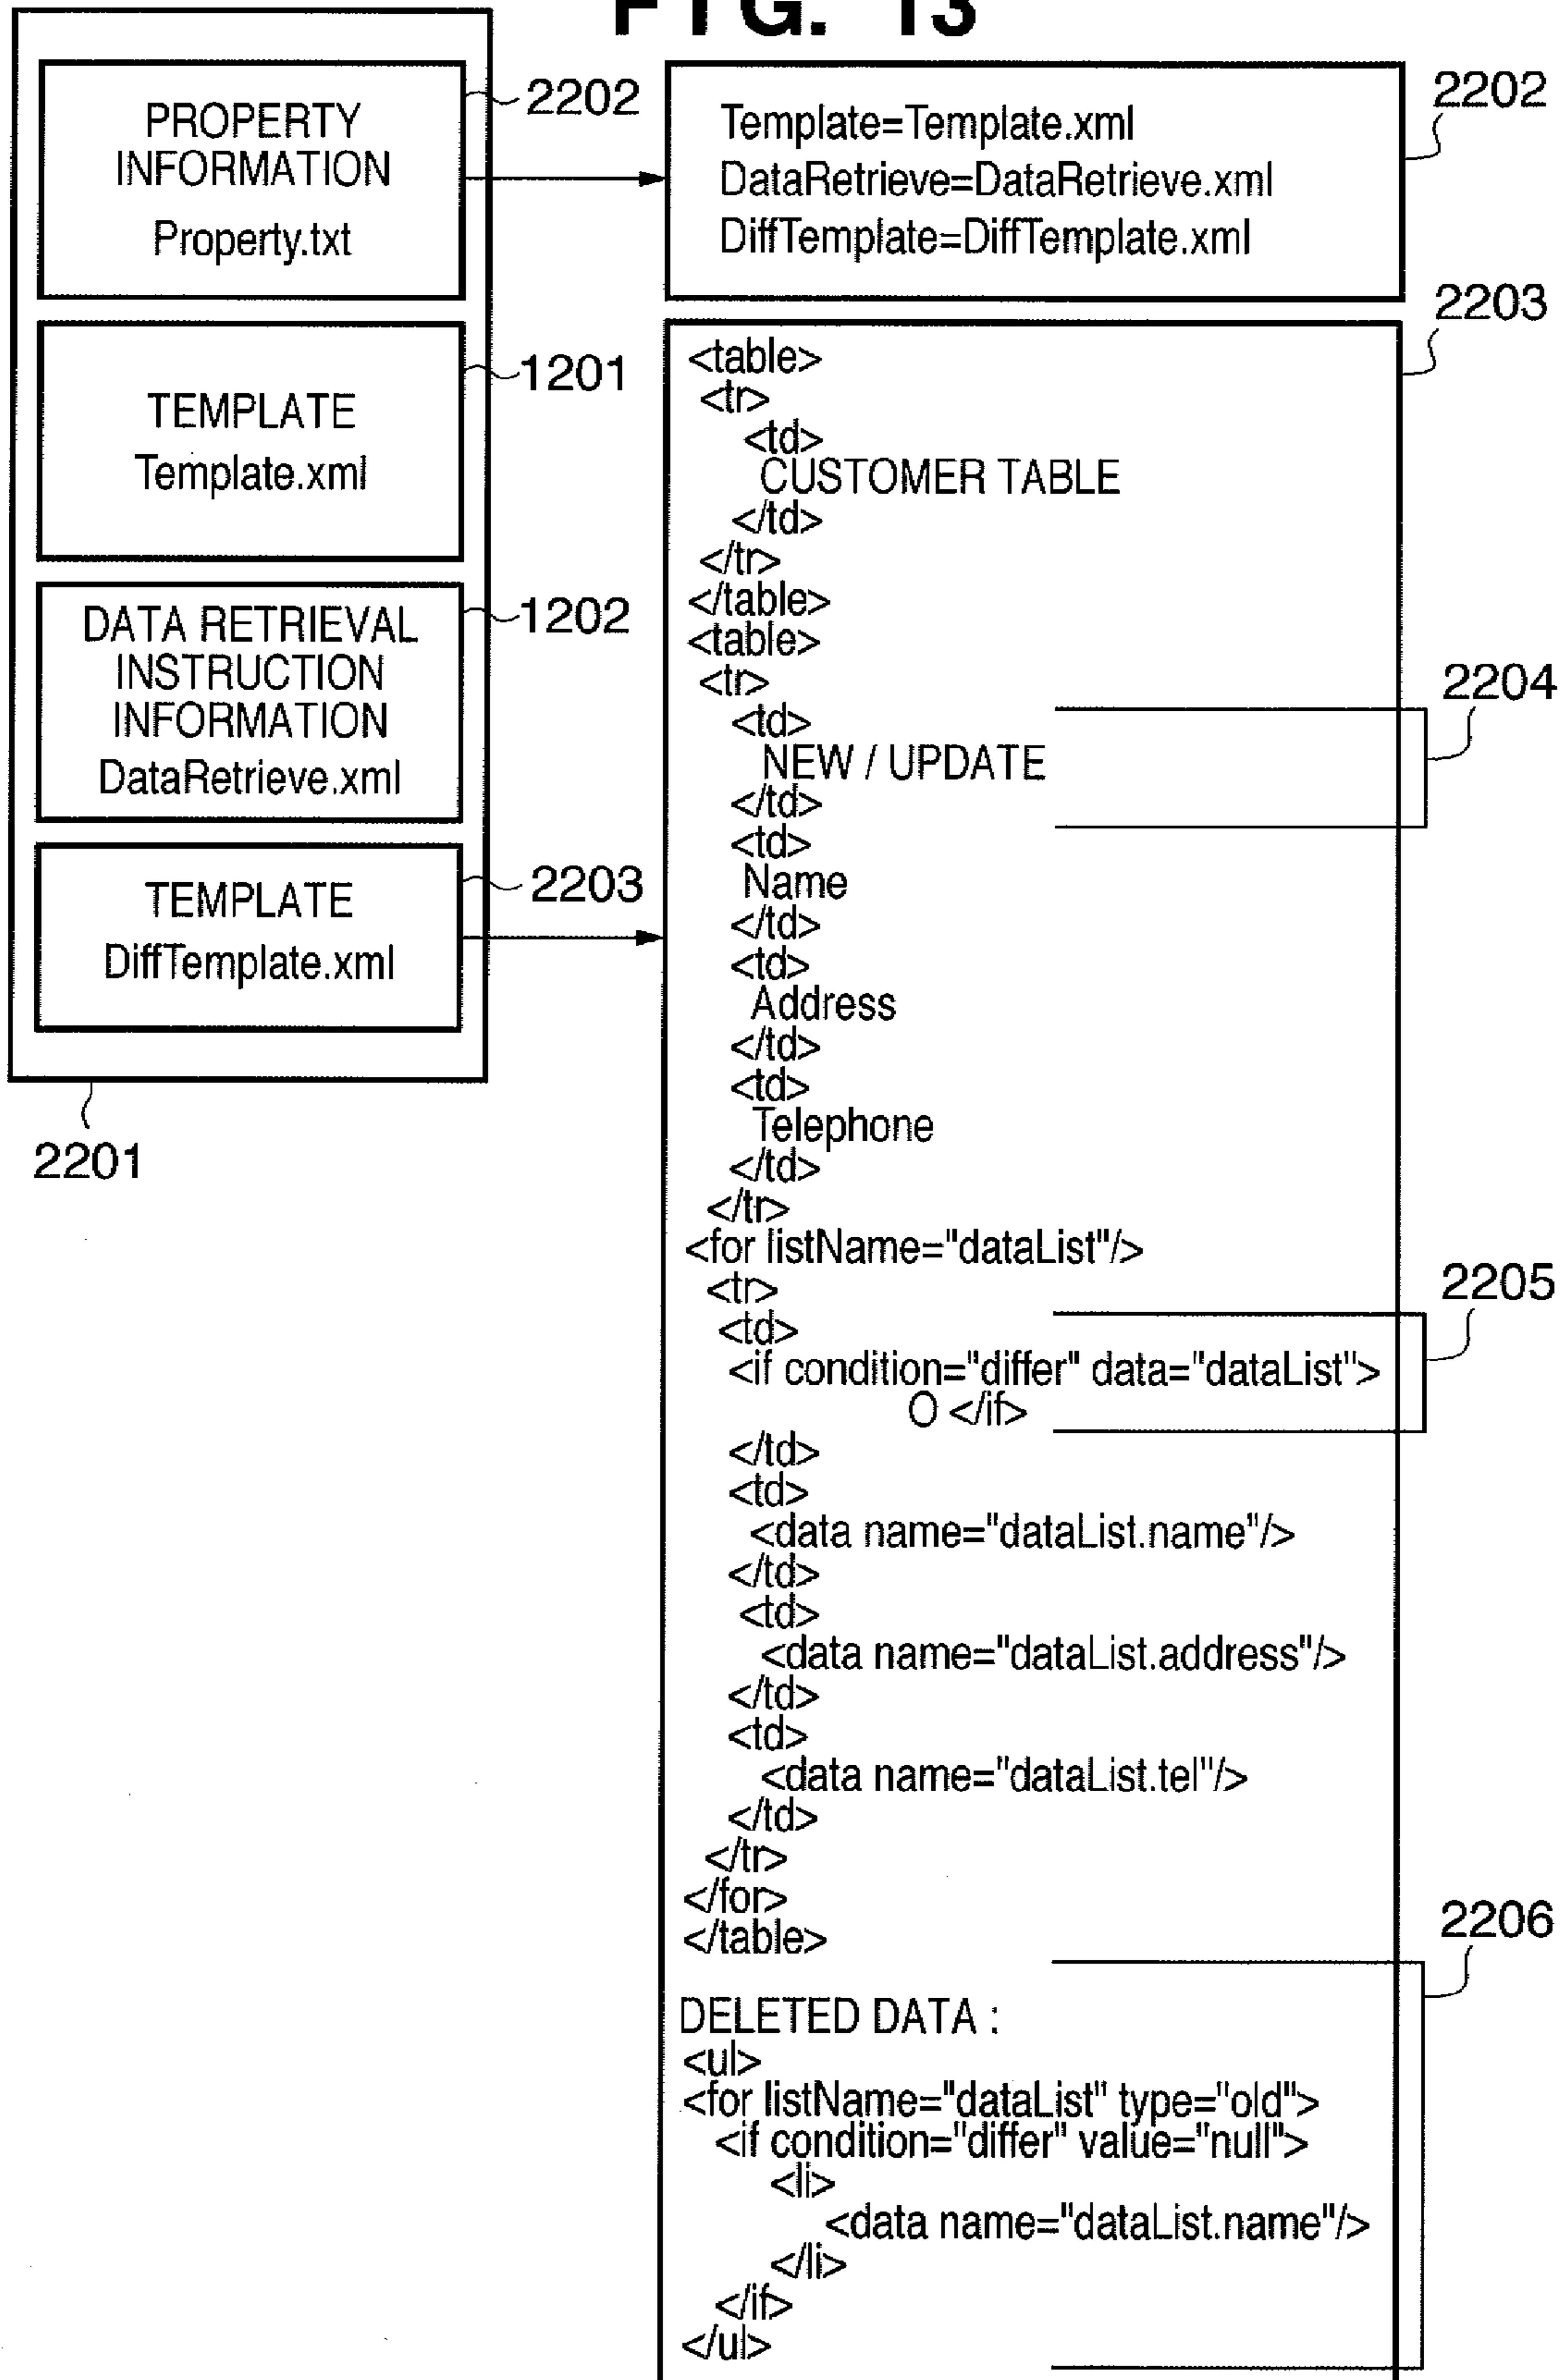 FIG. 13
PROPERTY
INFORMATION
Property.txt
2202
TEMPLATE
Template.xml
1201
DATA RETRIEVAL
INSTRUCTION
INFORMATION
DataRetrieve.xml
1202
TEMPLATE
DiffTemplate.xml
2203
2201
Template=Template.xml
DataRetrieve=DataRetrieve.xml
DiffTemplate=DiffTemplate.xml
2202
2203
<table>
<tr>
<td>
CUSTOMER TABLE
</td>
</tr>
</table>
<table>
<tr>
<td>
NEW / UPDATE
</td>
2204
<td>
Name
</td>
<td>
Address
</td>
<td>
Telephone
</td>
</tr>
<for listName="dataList"/>
<tr>
<td>
<if condition="differ" data="dataList">
O </if>
2205
</td>
<td>
<data name="dataList.name"/>
</td>
<td>
<data name="dataList.address"/>
</td>
<td>
<data name="dataList.tel"/>
</td>
</tr>
</for>
</table>
2206
DELETED DATA :
<ul>
<for listName="dataList" type="old">
<if condition="differ" value="null">
<li>
<data name="dataList.name"/>
</li>
</if>
</ul>